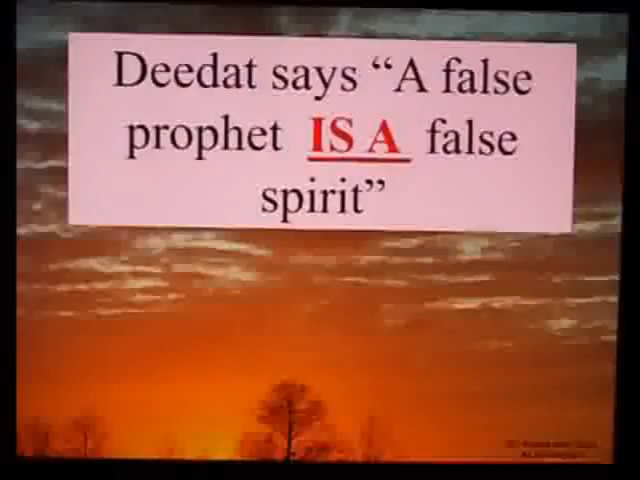 Deedat says “A false
prophet IS A false
spirit”